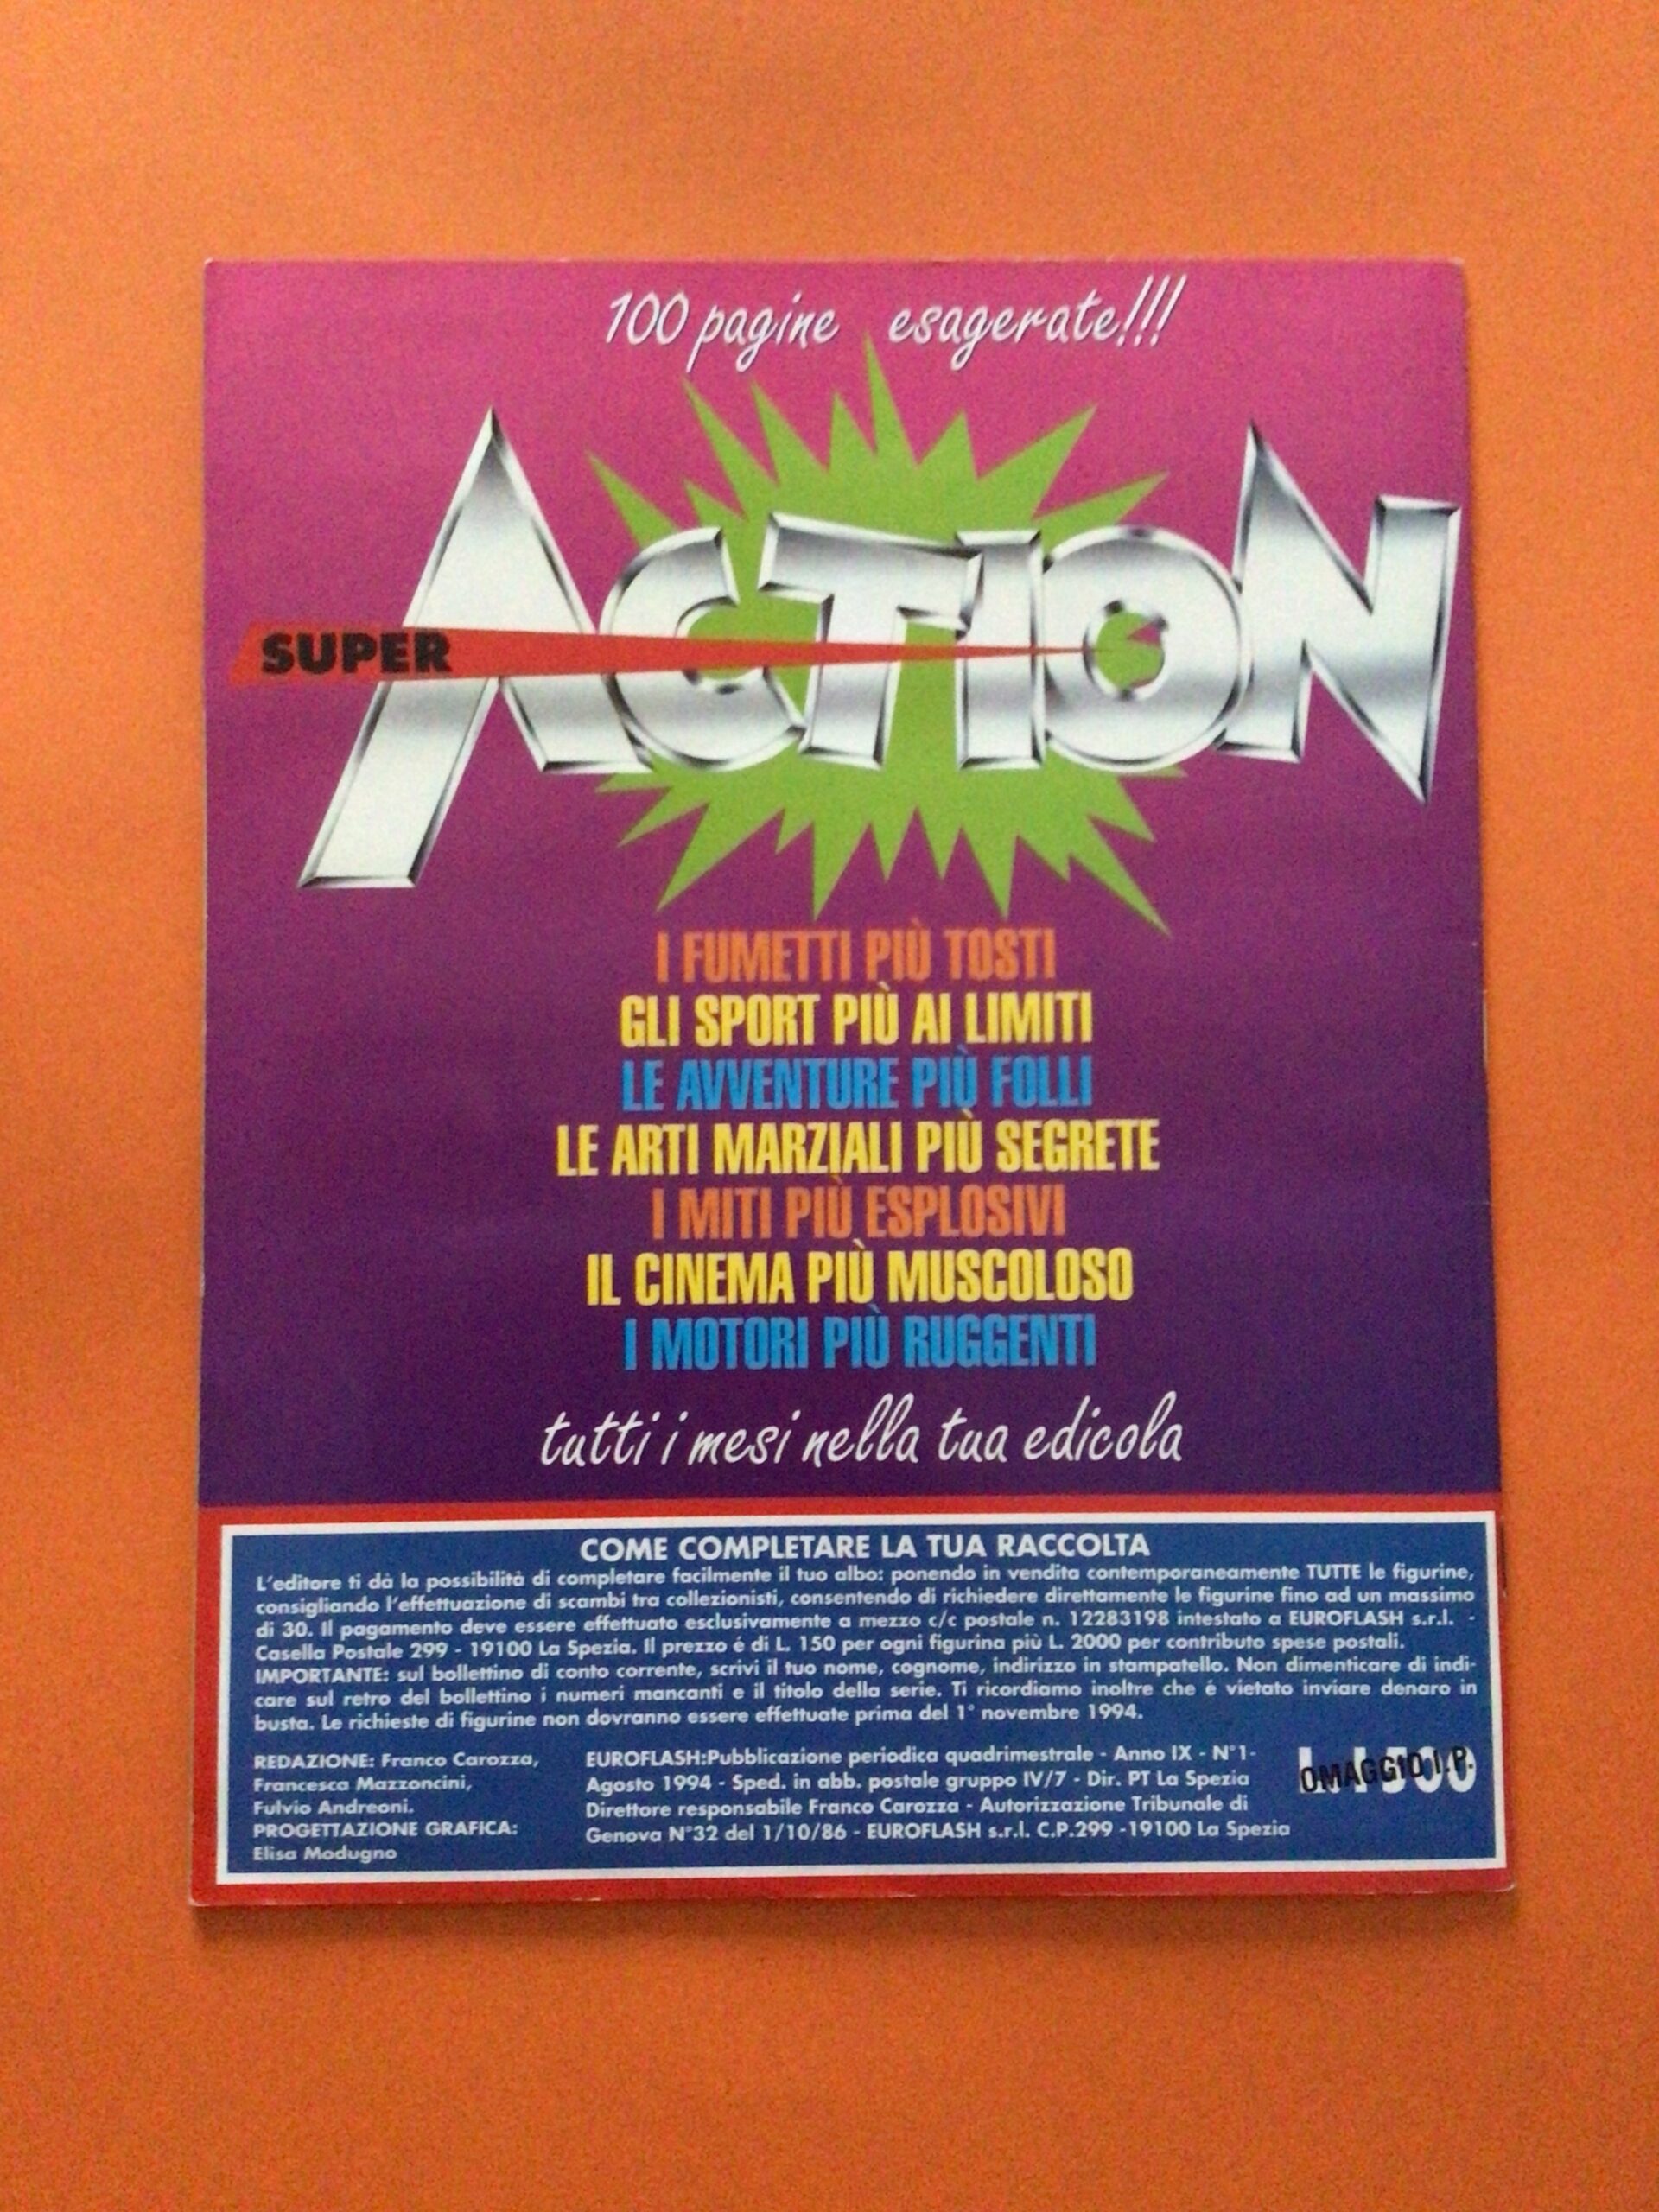 100 pagine esagerate!!!
SUPER
ACTION
I FUMETTI PIÙ TOSTI
GLI SPORT PIÙ AI LIMITI
LE AVVENTURE PIÙ FOLLI
LE ARTI MARZIALI PIÙ SEGRETE
I MITI PIÙ ESPLOSIVI
IL CINEMA PIÙ MUSCOLOSO
I MOTORI PIÙ RUGGENTI
tutti i mesi nella tua edicola
COME COMPLETARE LA TUA RACCOLTA
L'editore ti dà la possibilità di completare facilmente il tuo albo: ponendo in vendita contemporaneamente TUTTE le figurine,
consigliando l'effettuazione di scambi tra collezionisti, consentendo di richiedere direttamente le figurine fino ad un massimo
di 30. Il pagamento deve essere effettuato esclusivamente a mezzo c/c postale n. 12283198 intestato a EUROFLASH s.r.l. -
Casella Postale 299 - 19100 La Spezia. Il prezzo é di L. 150 per ogni figurina più L. 2000 per contributo spese postali.
IMPORTANTE: sul bollettino di conto corrente, scrivi il tuo nome, cognome, indirizzo in stampatello. Non dimenticare di indi-
care sul retro del bollettino i numeri mancanti e il titolo della serie. Ti ricordiamo inoltre che é vietato inviare denaro in
busta. Le richieste di figurine non dovranno essere effettuate prima del 1° novembre 1994.
REDAZIONE: Franco Carozza,
Francesca Mazzoncini,
Fulvio Andreoni.
PROGETTAZIONE GRAFICA:
Elisa Modugno
EUROFLASH:Pubblicazione periodica quadrimestrale - Anno IX - N°1-
Agosto 1994 - Sped. in abb. postale gruppo IV/7 - Dir. PT La Spezia
Direttore responsabile Franco Carozza - Autorizzazione Tribunale di
Genova N°32 del 1/10/86 - EUROFLASH s.r.l. C.P.299 -19100 La Spezia
OMAGGIO I.P.